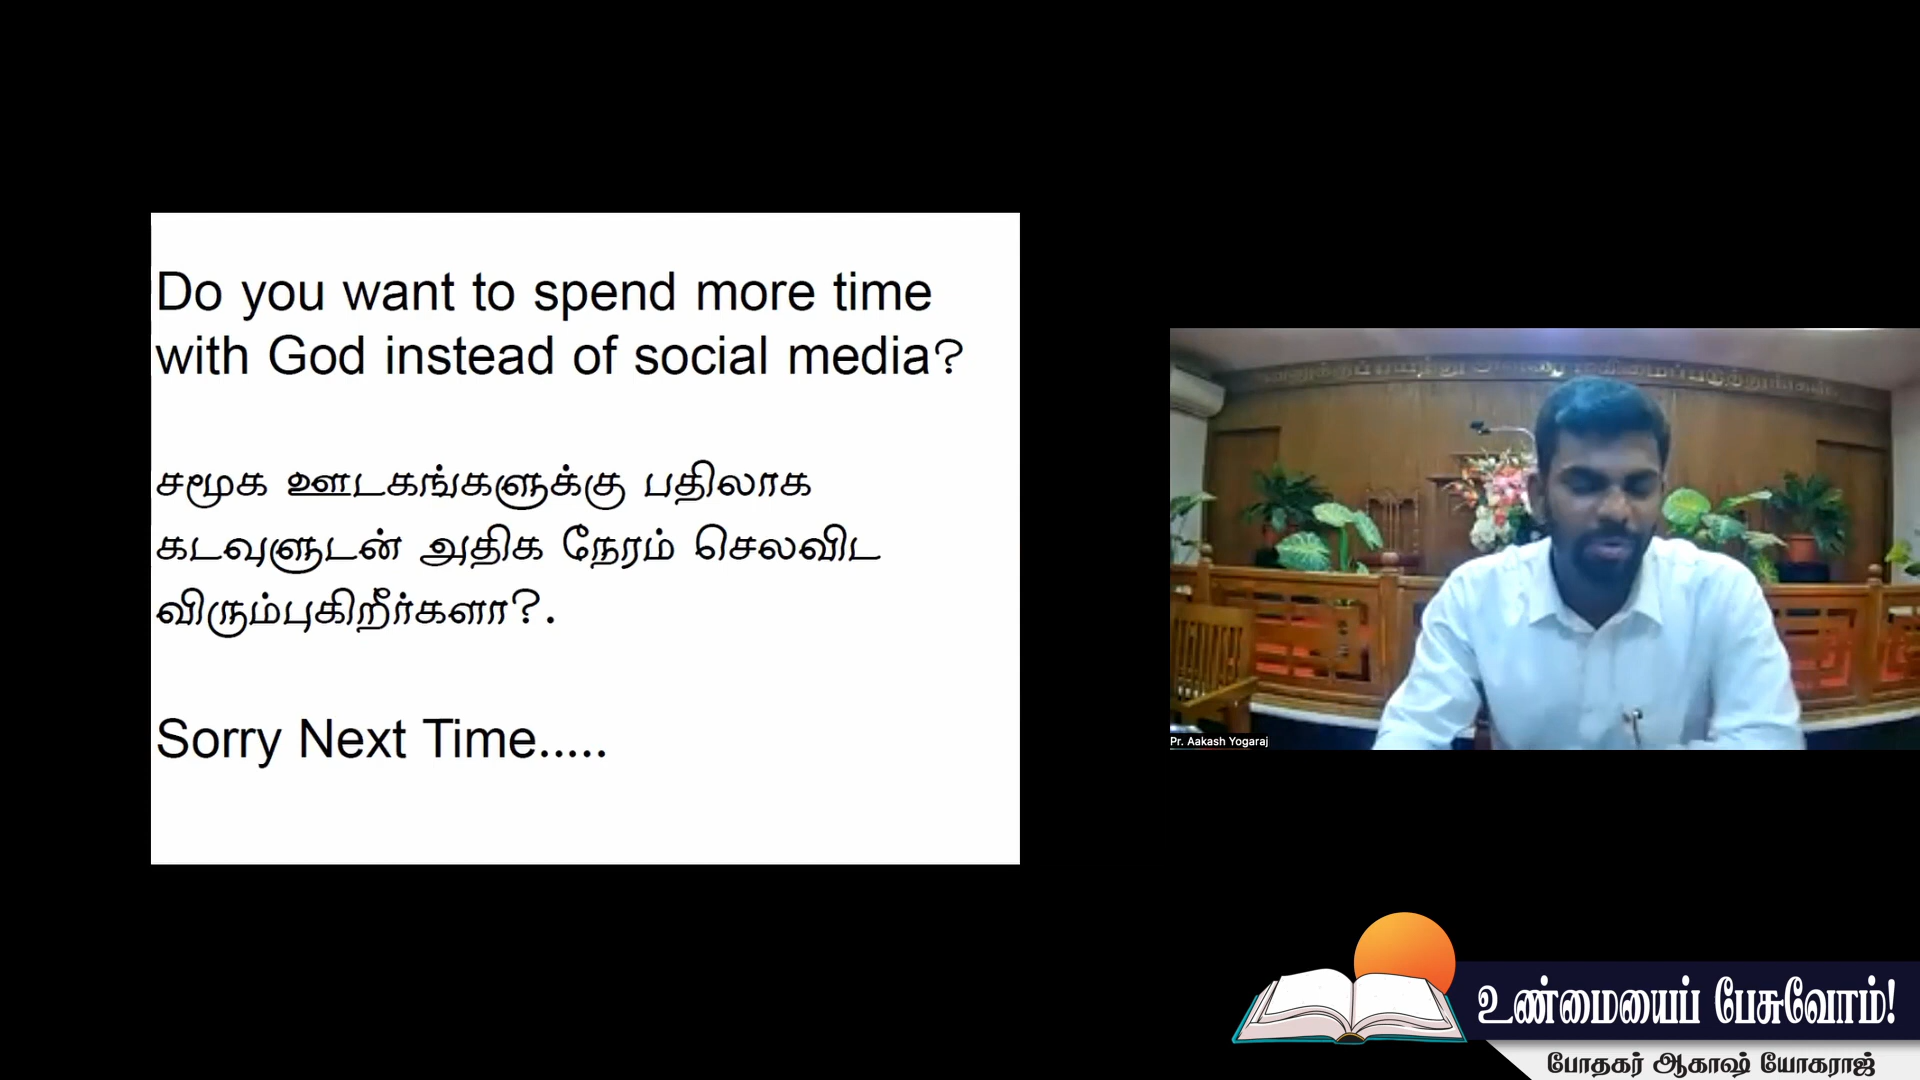 Do you want to spend more time
with God instead of social media?
சமூக ஊடகங்களுக்கு பதிலாக
கடவுளுடன் அதிக நேரம் செலவிட
விரும்புகிறீர்களா?.
Sorry Next Time.....
Pr. Aakash Yogaraj
உண்மையைப் பேசுவோம்!
போதகர் ஆகாஷ் யோகராஜ்